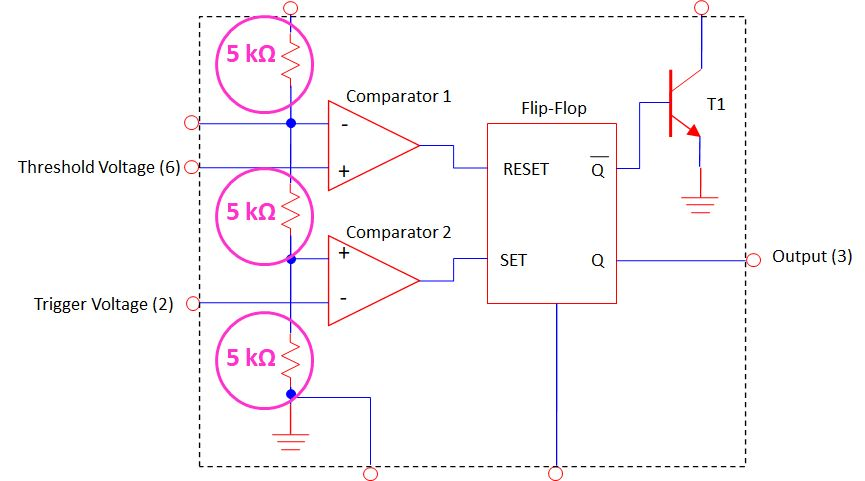 5 kΩ
Comparator 1
Flip-Flop
T1
-
Threshold Voltage (6)
+
RESET
Q
5 kΩ
Comparator 2
+
SET
Q
Output (3)
Trigger Voltage (2)
-
5 kΩ